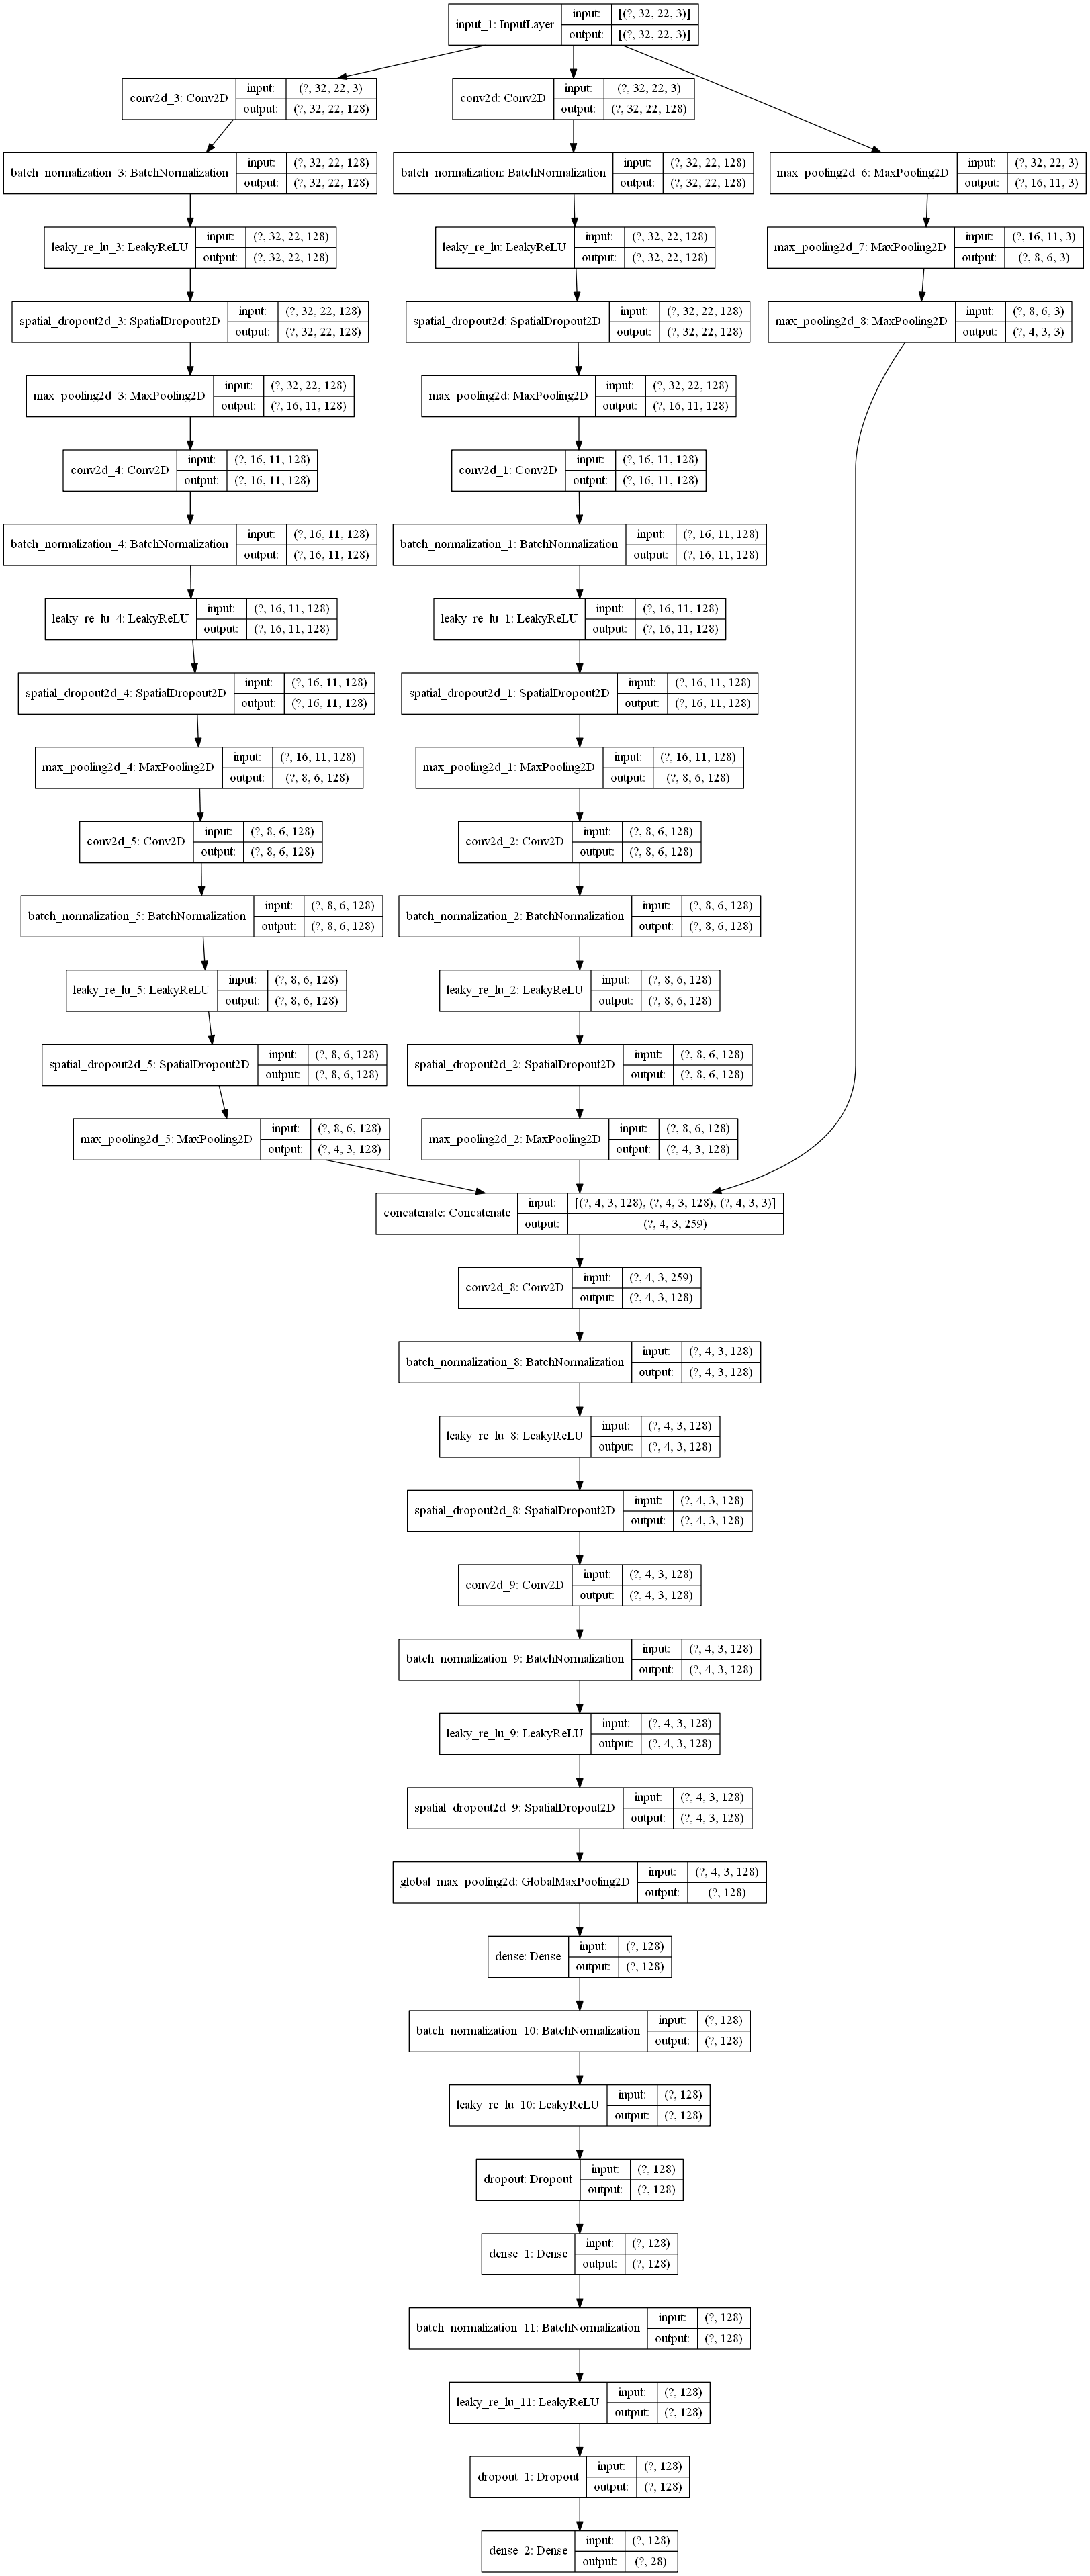 input_1: InputLayer input: [(?, 32, 22, 3)]
output: [(?, 32, 22, 3)]
conv2d_3: Conv2D input: (?, 32, 22, 3)
output: (?, 32, 22, 128)
conv2d: Conv2D input: (?, 32, 22, 3)
output: (?, 32, 22, 128)
batch_normalization_3: BatchNormalization input: (?, 32, 22, 128)
output: (?, 32, 22, 128)
batch_normalization: BatchNormalization input: (?, 32, 22, 128)
output: (?, 32, 22, 128)
max_pooling2d_6: MaxPooling2D input: (?, 32, 22, 3)
output: (?, 16, 11, 3)
leaky_re_lu_3: LeakyReLU input: (?, 32, 22, 128)
output: (?, 32, 22, 128)
leaky_re_lu: LeakyReLU input: (?, 32, 22, 128)
output: (?, 32, 22, 128)
max_pooling2d_7: MaxPooling2D input: (?, 16, 11, 3)
output: (?, 8, 6, 3)
spatial_dropout2d_3: SpatialDropout2D input: (?, 32, 22, 128)
output: (?, 32, 22, 128)
spatial_dropout2d: SpatialDropout2D input: (?, 32, 22, 128)
output: (?, 32, 22, 128)
max_pooling2d_8: MaxPooling2D input: (?, 8, 6, 3)
output: (?, 4, 3, 3)
max_pooling2d_3: MaxPooling2D input: (?, 32, 22, 128)
output: (?, 16, 11, 128)
max_pooling2d: MaxPooling2D input: (?, 32, 22, 128)
output: (?, 16, 11, 128)
conv2d_4: Conv2D input: (?, 16, 11, 128)
output: (?, 16, 11, 128)
conv2d_1: Conv2D input: (?, 16, 11, 128)
output: (?, 16, 11, 128)
batch_normalization_4: BatchNormalization input: (?, 16, 11, 128)
output: (?, 16, 11, 128)
batch_normalization_1: BatchNormalization input: (?, 16, 11, 128)
output: (?, 16, 11, 128)
leaky_re_lu_4: LeakyReLU input: (?, 16, 11, 128)
output: (?, 16, 11, 128)
leaky_re_lu_1: LeakyReLU input: (?, 16, 11, 128)
output: (?, 16, 11, 128)
spatial_dropout2d_4: SpatialDropout2D input: (?, 16, 11, 128)
output: (?, 16, 11, 128)
spatial_dropout2d_1: SpatialDropout2D input: (?, 16, 11, 128)
output: (?, 16, 11, 128)
max_pooling2d_4: MaxPooling2D input: (?, 16, 11, 128)
output: (?, 8, 6, 128)
max_pooling2d_1: MaxPooling2D input: (?, 16, 11, 128)
output: (?, 8, 6, 128)
conv2d_5: Conv2D input: (?, 8, 6, 128)
output: (?, 8, 6, 128)
conv2d_2: Conv2D input: (?, 8, 6, 128)
output: (?, 8, 6, 128)
batch_normalization_5: BatchNormalization input: (?, 8, 6, 128)
output: (?, 8, 6, 128)
batch_normalization_2: BatchNormalization input: (?, 8, 6, 128)
output: (?, 8, 6, 128)
leaky_re_lu_5: LeakyReLU input: (?, 8, 6, 128)
output: (?, 8, 6, 128)
leaky_re_lu_2: LeakyReLU input: (?, 8, 6, 128)
output: (?, 8, 6, 128)
spatial_dropout2d_5: SpatialDropout2D input: (?, 8, 6, 128)
output: (?, 8, 6, 128)
spatial_dropout2d_2: SpatialDropout2D input: (?, 8, 6, 128)
output: (?, 8, 6, 128)
max_pooling2d_5: MaxPooling2D input: (?, 8, 6, 128)
output: (?, 4, 3, 128)
max_pooling2d_2: MaxPooling2D input: (?, 8, 6, 128)
output: (?, 4, 3, 128)
concatenate: Concatenate input: [(?, 4, 3, 128), (?, 4, 3, 128), (?, 4, 3, 3)]
output: (?, 4, 3, 259)
conv2d_8: Conv2D input: (?, 4, 3, 259)
output: (?, 4, 3, 128)
batch_normalization_8: BatchNormalization input: (?, 4, 3, 128)
output: (?, 4, 3, 128)
leaky_re_lu_8: LeakyReLU input: (?, 4, 3, 128)
output: (?, 4, 3, 128)
spatial_dropout2d_8: SpatialDropout2D input: (?, 4, 3, 128)
output: (?, 4, 3, 128)
conv2d_9: Conv2D input: (?, 4, 3, 128)
output: (?, 4, 3, 128)
batch_normalization_9: BatchNormalization input: (?, 4, 3, 128)
output: (?, 4, 3, 128)
leaky_re_lu_9: LeakyReLU input: (?, 4, 3, 128)
output: (?, 4, 3, 128)
spatial_dropout2d_9: SpatialDropout2D input: (?, 4, 3, 128)
output: (?, 4, 3, 128)
global_max_pooling2d: GlobalMaxPooling2D input: (?, 4, 3, 128)
output: (?, 128)
dense: Dense input: (?, 128)
output: (?, 128)
batch_normalization_10: BatchNormalization input: (?, 128)
output: (?, 128)
leaky_re_lu_10: LeakyReLU input: (?, 128)
output: (?, 128)
dropout: Dropout input: (?, 128)
output: (?, 128)
dense_1: Dense input: (?, 128)
output: (?, 128)
batch_normalization_11: BatchNormalization input: (?, 128)
output: (?, 128)
leaky_re_lu_11: LeakyReLU input: (?, 128)
output: (?, 128)
dropout_1: Dropout input: (?, 128)
output: (?, 128)
dense_2: Dense input: (?, 128)
output: (?, 28)